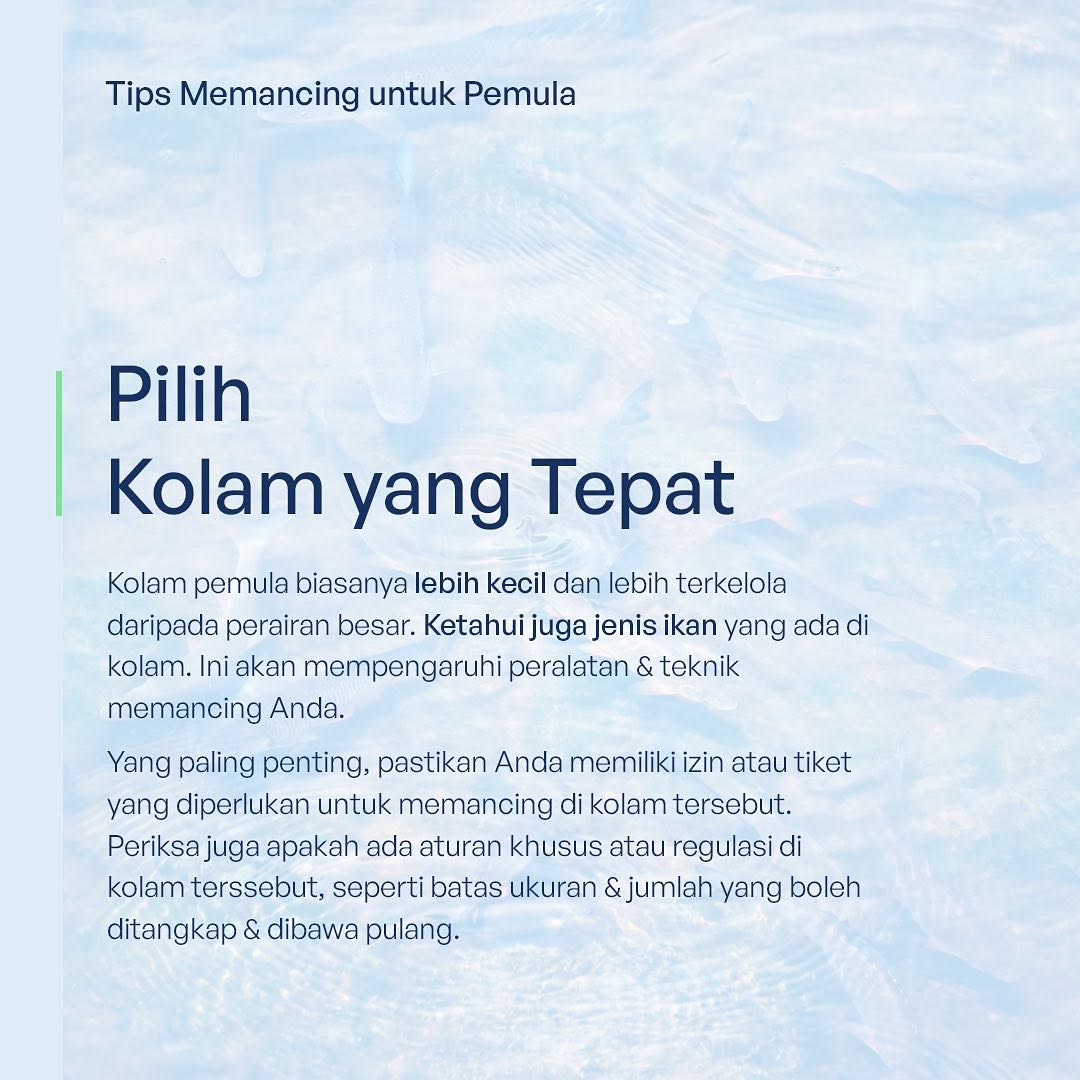 Tips Memancing untuk Pemula
Pilih
Kolam yang Tepat
Kolam pemula biasanya lebih kecil dan lebih terkelola
daripada perairan besar. Ketahui juga jenis ikan yang ada di
kolam. Ini akan mempengaruhi peralatan & teknik
memancing Anda.
Yang paling penting, pastikan Anda memiliki izin atau tiket
yang diperlukan untuk memancing di kolam tersebut.
Periksa juga apakah ada aturan khusus atau regulasi di
kolam terssebut, seperti batas ukuran & jumlah yang boleh
ditangkap & dibawa pulang.